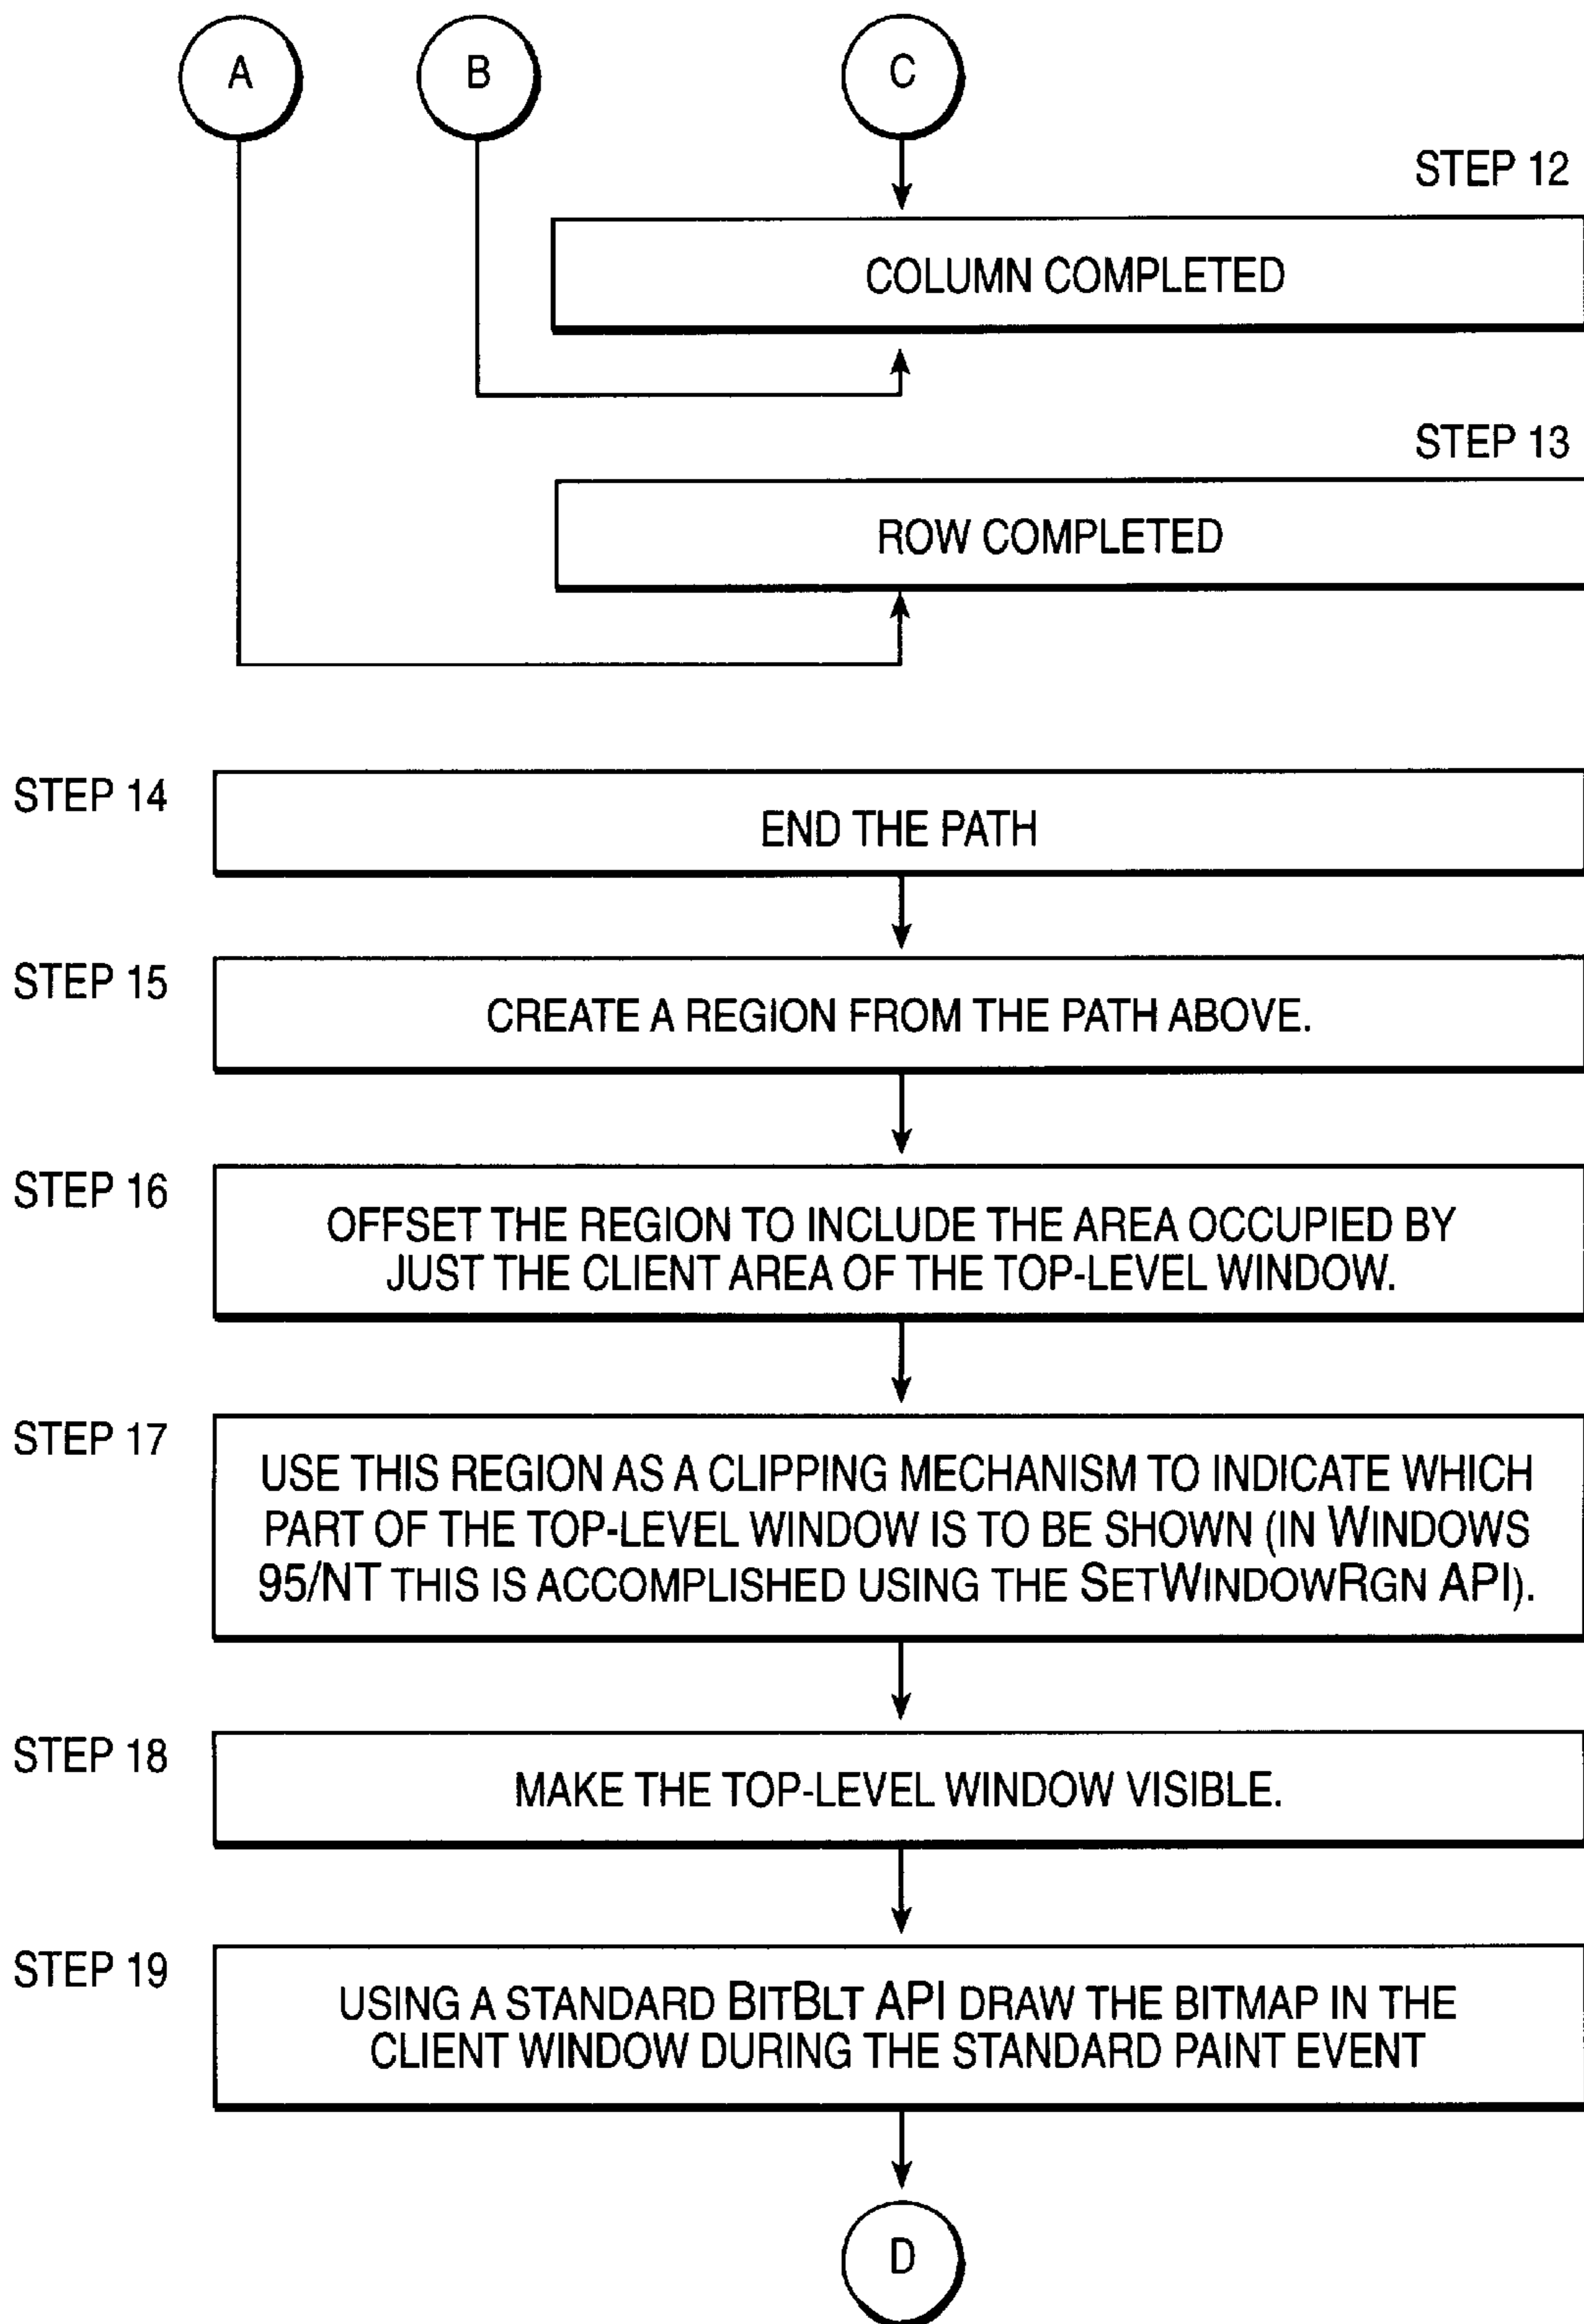 A B C
STEP 12
COLUMN COMPLETED
STEP 13
ROW COMPLETED
STEP 14
END THE PATH
STEP 15
CREATE A REGION FROM THE PATH ABOVE.
STEP 16
OFFSET THE REGION TO INCLUDE THE AREA OCCUPIED BY
JUST THE CLIENT AREA OF THE TOP-LEVEL WINDOW.
STEP 17
USE THIS REGION AS A CLIPPING MECHANISM TO INDICATE WHICH
PART OF THE TOP-LEVEL WINDOW IS TO BE SHOWN (IN WINDOWS
95/NT THIS IS ACCOMPLISHED USING THE SETWINDOWRGN API).
STEP 18
MAKE THE TOP-LEVEL WINDOW VISIBLE.
STEP 19
USING A STANDARD BITBLT API DRAW THE BITMAP IN THE
CLIENT WINDOW DURING THE STANDARD PAINT EVENT
D